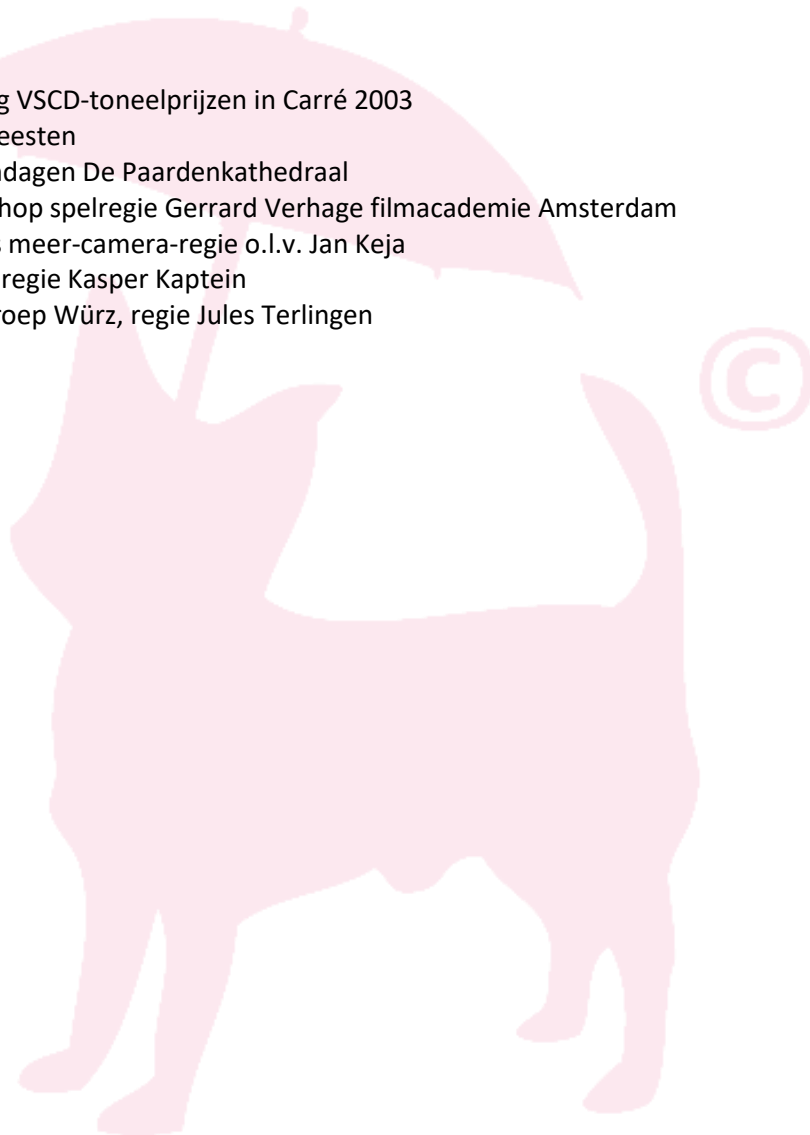 g VSCD-toneelprijzen in Carré 2003
eesten
dagen De Paardenkathedraal
hop spelregie Gerrard Verhage filmacademie Amsterdam
s meer-camera-regie o.l.v. Jan Keja
regie Kasper Kaptein
roep Würz, regie Jules Terlingen
©